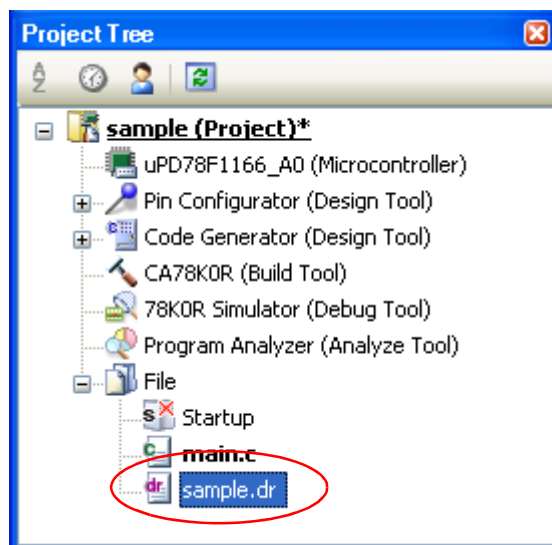 Project Tree
sample (Project)*
uPD78F1166_A0 (Microcontroller)
Pin Configurator (Design Tool)
Code Generator (Design Tool)
CA78K0R (Build Tool)
78K0R Simulator (Debug Tool)
Program Analyzer (Analyze Tool)
File
Startup
main.c
sample.dr